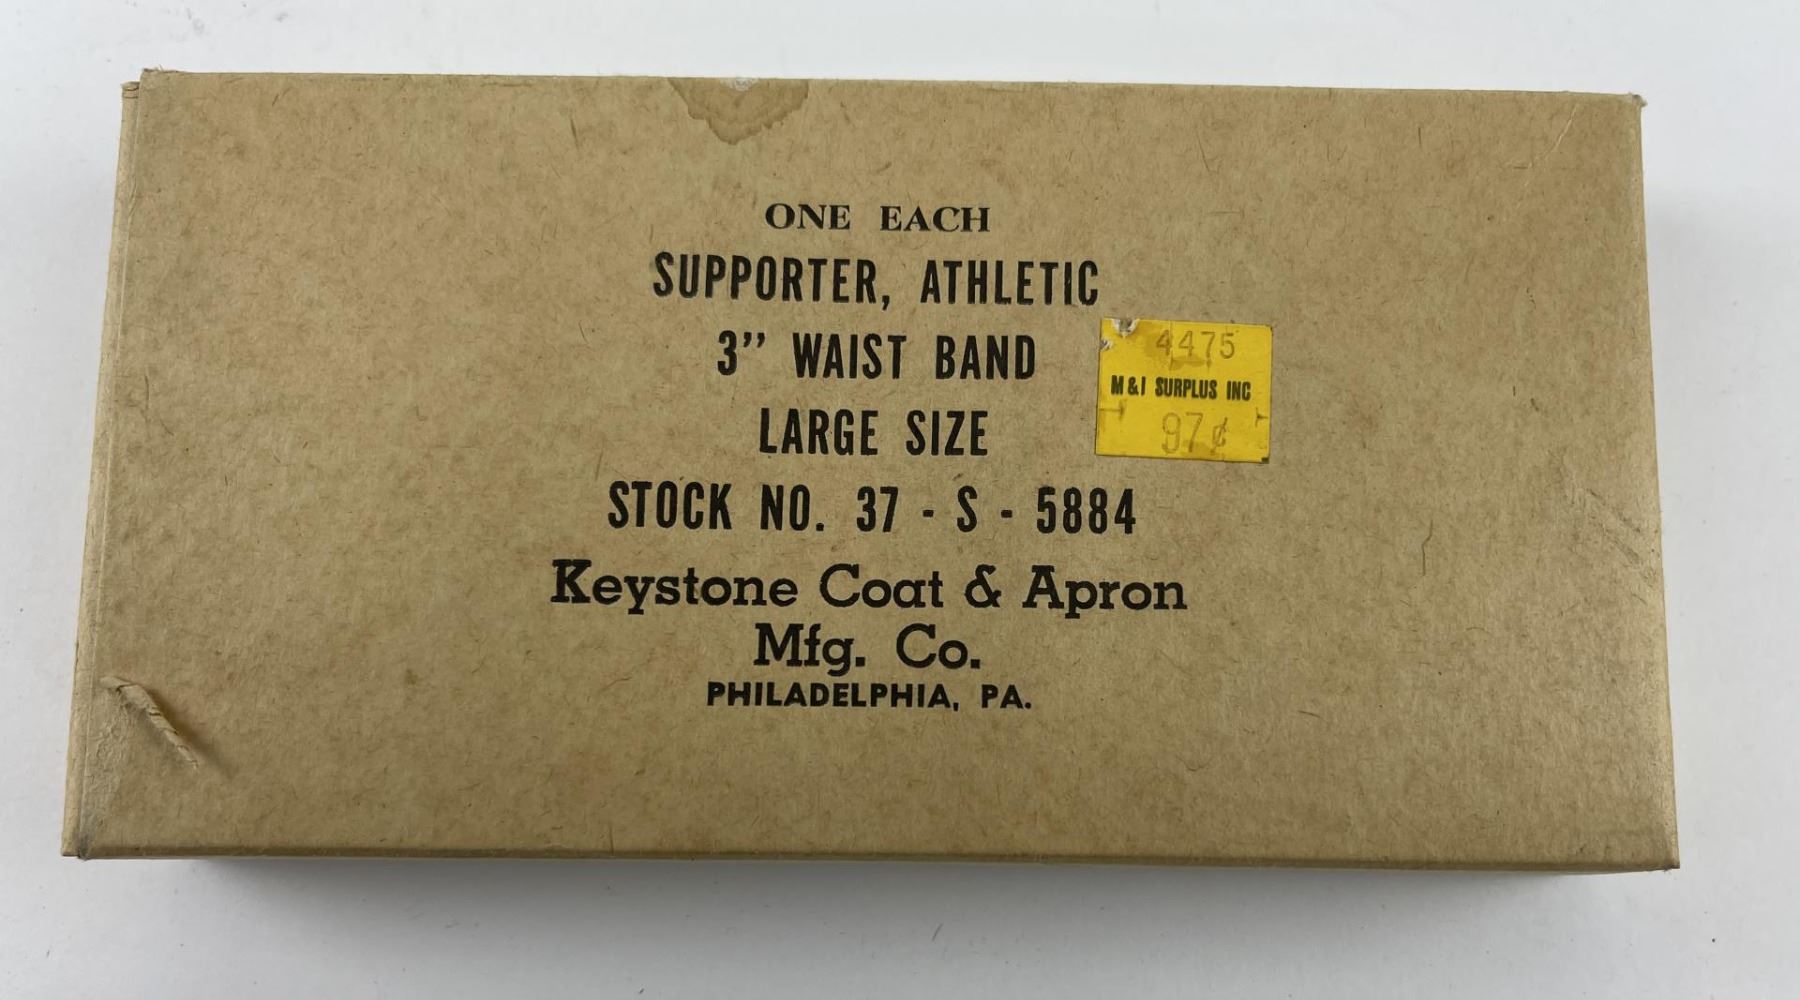 ONE EACH
SUPPORTER, ATHLETIC
3" WAIST BAND
LARGE SIZE
STOCK NO. 37 - S - 5884
Keystone Coat & Apron
Mfg. Co.
PHILADELPHIA, PA.
4475
M & I SURPLUS INC
97¢